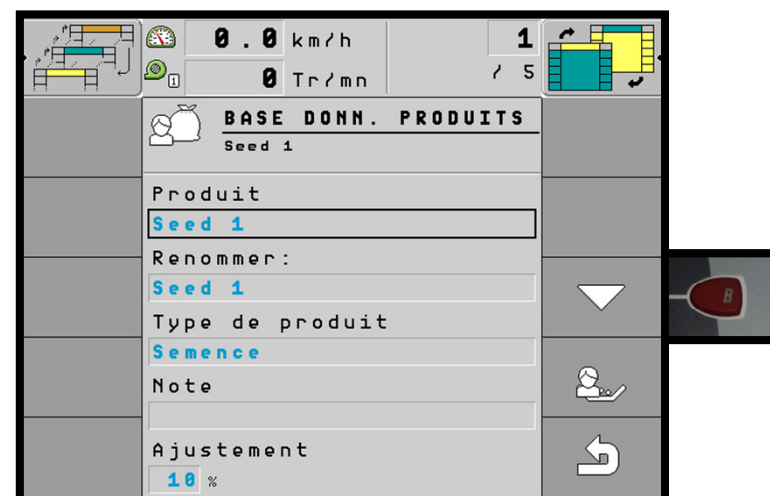 0.0 km/h
1
0 Tr/mn
/ 5
1
BASE DONN. PRODUITS
Seed 1
Produit
Seed 1
Renommer:
Seed 1
Type de produit
Semence
Note
Ajustement
10 %
B